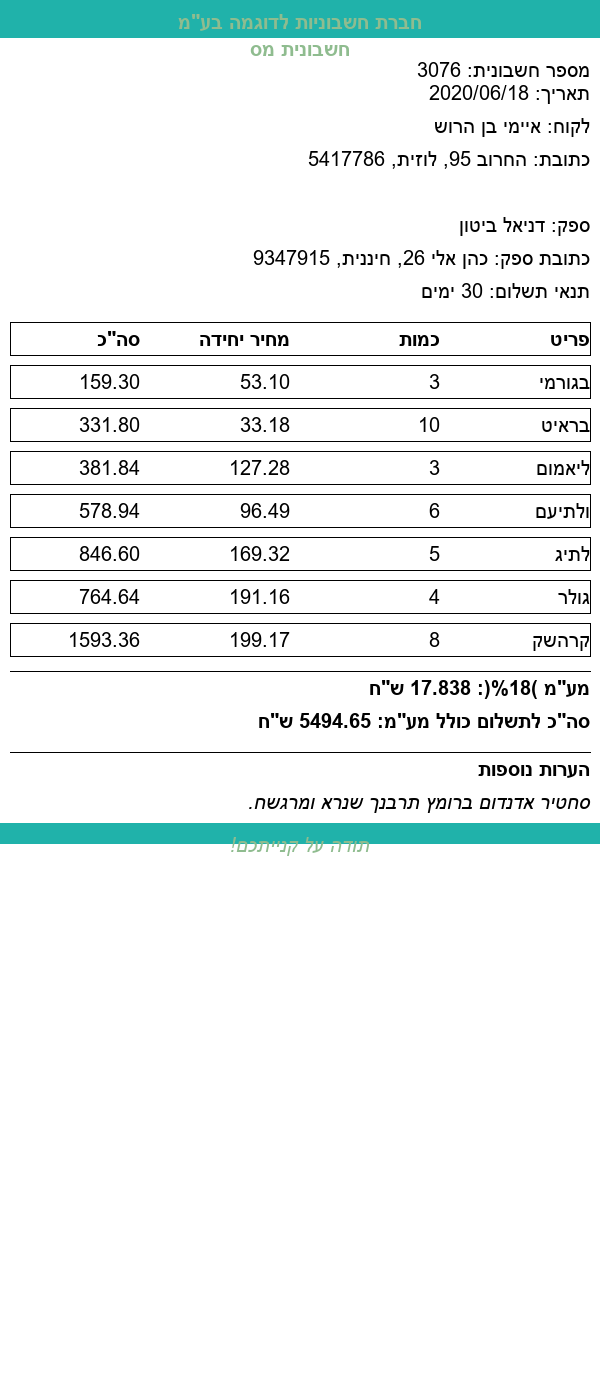 חברת חשבוניות לדוגמה בע"מ
חשבונית מס
מספר חשבונית: 3076
תאריך: 2020/06/18
לקוח: איימי בן הרוש
כתובת: החרוב 95, לוזית, 5417786
ספק: דניאל ביטון
כתובת ספק: כהן אלי 26, חיננית, 9347915
תנאי תשלום: 30 ימים
פריט כמות מחיר יחידה סה"כ
בגורמי 3 53.10 159.30
בראיט 10 33.18 331.80
ליאמום 3 127.28 381.84
ולתיעם 6 96.49 578.94
לתיג 5 169.32 846.60
גולר 4 191.16 764.64
קרהשק 8 199.17 1593.36
מע"מ )18%(: 17.838 ש"ח
סה"כ לתשלום כולל מע"מ: 5494.65 ש"ח
הערות נוספות
סחטיר אדנדום ברומץ תרבנך שנרא ומרגשח.
תודה על קנייתכם!